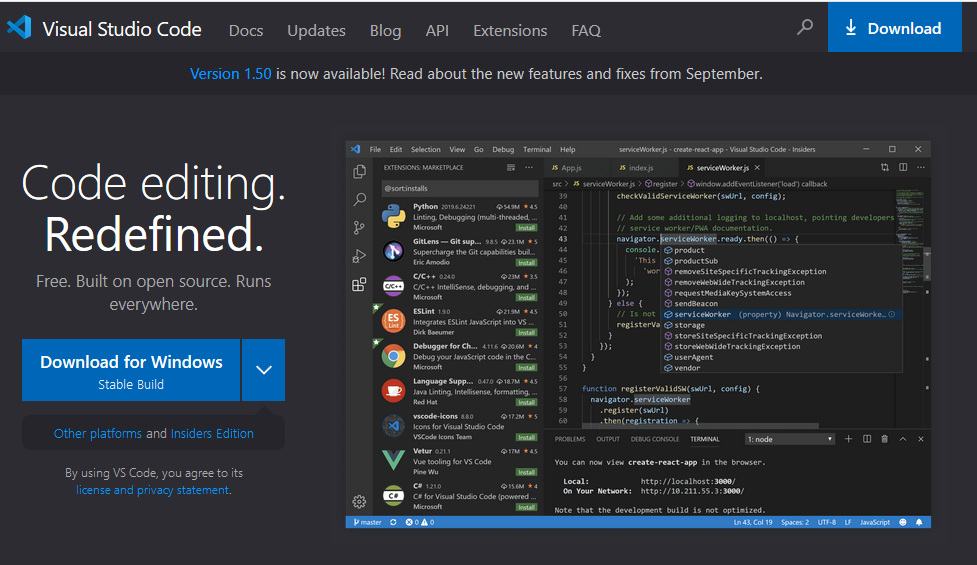 Visual Studio Code Docs Updates Blog API Extensions FAQ Download
Version 1.50 is now available! Read about the new features and fixes from September.
Code editing.
Redefined.
Free. Built on open source. Runs
everywhere.
Download for Windows
Stable Build
Other platforms and Insiders Edition
By using VS Code, you agree to its
license and privacy statement.
File Edit Selection View Go Debug Terminal Help serviceWorker.js - create-react-app - Visual Studio Code - Insiders
EXTENSIONS: MARKETPLACE
@sortinstalls
Python 2019.6.24221 54.9M 4.5
Linting, Debugging (multi-threaded, ...
Microsoft Install
GitLens — Git sup... 9.8.5 23.1M 5
Supercharge the Git capabilities bui...
Eric Amodio Install
C/C++ 0.24.0 23M 3.5
C/C++ IntelliSense, debugging, and ...
Microsoft Install
ESLint 1.9.0 21.9M 4.5
Integrates ESLint JavaScript into VS ...
Dirk Baeumer Install
Debugger for Ch... 4.11.6 20.6M 4
Debug your JavaScript code in the C...
Microsoft Install
Language Supp... 0.47.0 18.7M 4.5
Java Linting, Intellisense, formatting, ...
Red Hat Install
vscode-icons 8.8.0 17.2M 5
Icons for Visual Studio Code
VSCode Icons Team Install
Vetur 0.21.1 17M 4.5
Vue tooling for VS Code
Pine Wu Install
C# 1.21.0 15.6M 4
C# for Visual Studio Code (powered ...
Microsoft Install
JS App.js JS index.js JS serviceWorker.js
src > JS serviceWorker.js > register > window.addEventListener('load') callback
39 checkValidServiceWorker(swUrl, config);
40
41 // Add some additional logging to localhost, pointing developers
42 // service worker/PWA documentation.
43 navigator.serviceWorker.ready.then(() => {
44 console.
45 'This
46 'wor
47 );
48 });
49 } else {
50 // Is not
51 registerVa
52 }
53 });
54 }
55 }
56
57 function registerValidSW(swUrl, config) {
58 navigator.serviceWorker
59 .register(swUrl)
60 .then(registration => {
product
productSub
removeSiteSpecificTrackingException
removeWebWideTrackingException
requestMediaKeySystemAccess
sendBeacon
serviceWorker (property) Navigator.serviceWorke...
storage
storeSiteSpecificTrackingException
storeWebWideTrackingException
userAgent
vendor
PROBLEMS OUTPUT DEBUG CONSOLE TERMINAL 1: node
You can now view create-react-app in the browser.
Local: http://localhost:3000/
On Your Network: http://10.211.55.3:3000/
Note that the development build is not optimized.
master 0 0 Ln 43, Col 19 Spaces: 2 UTF-8 LF JavaScript